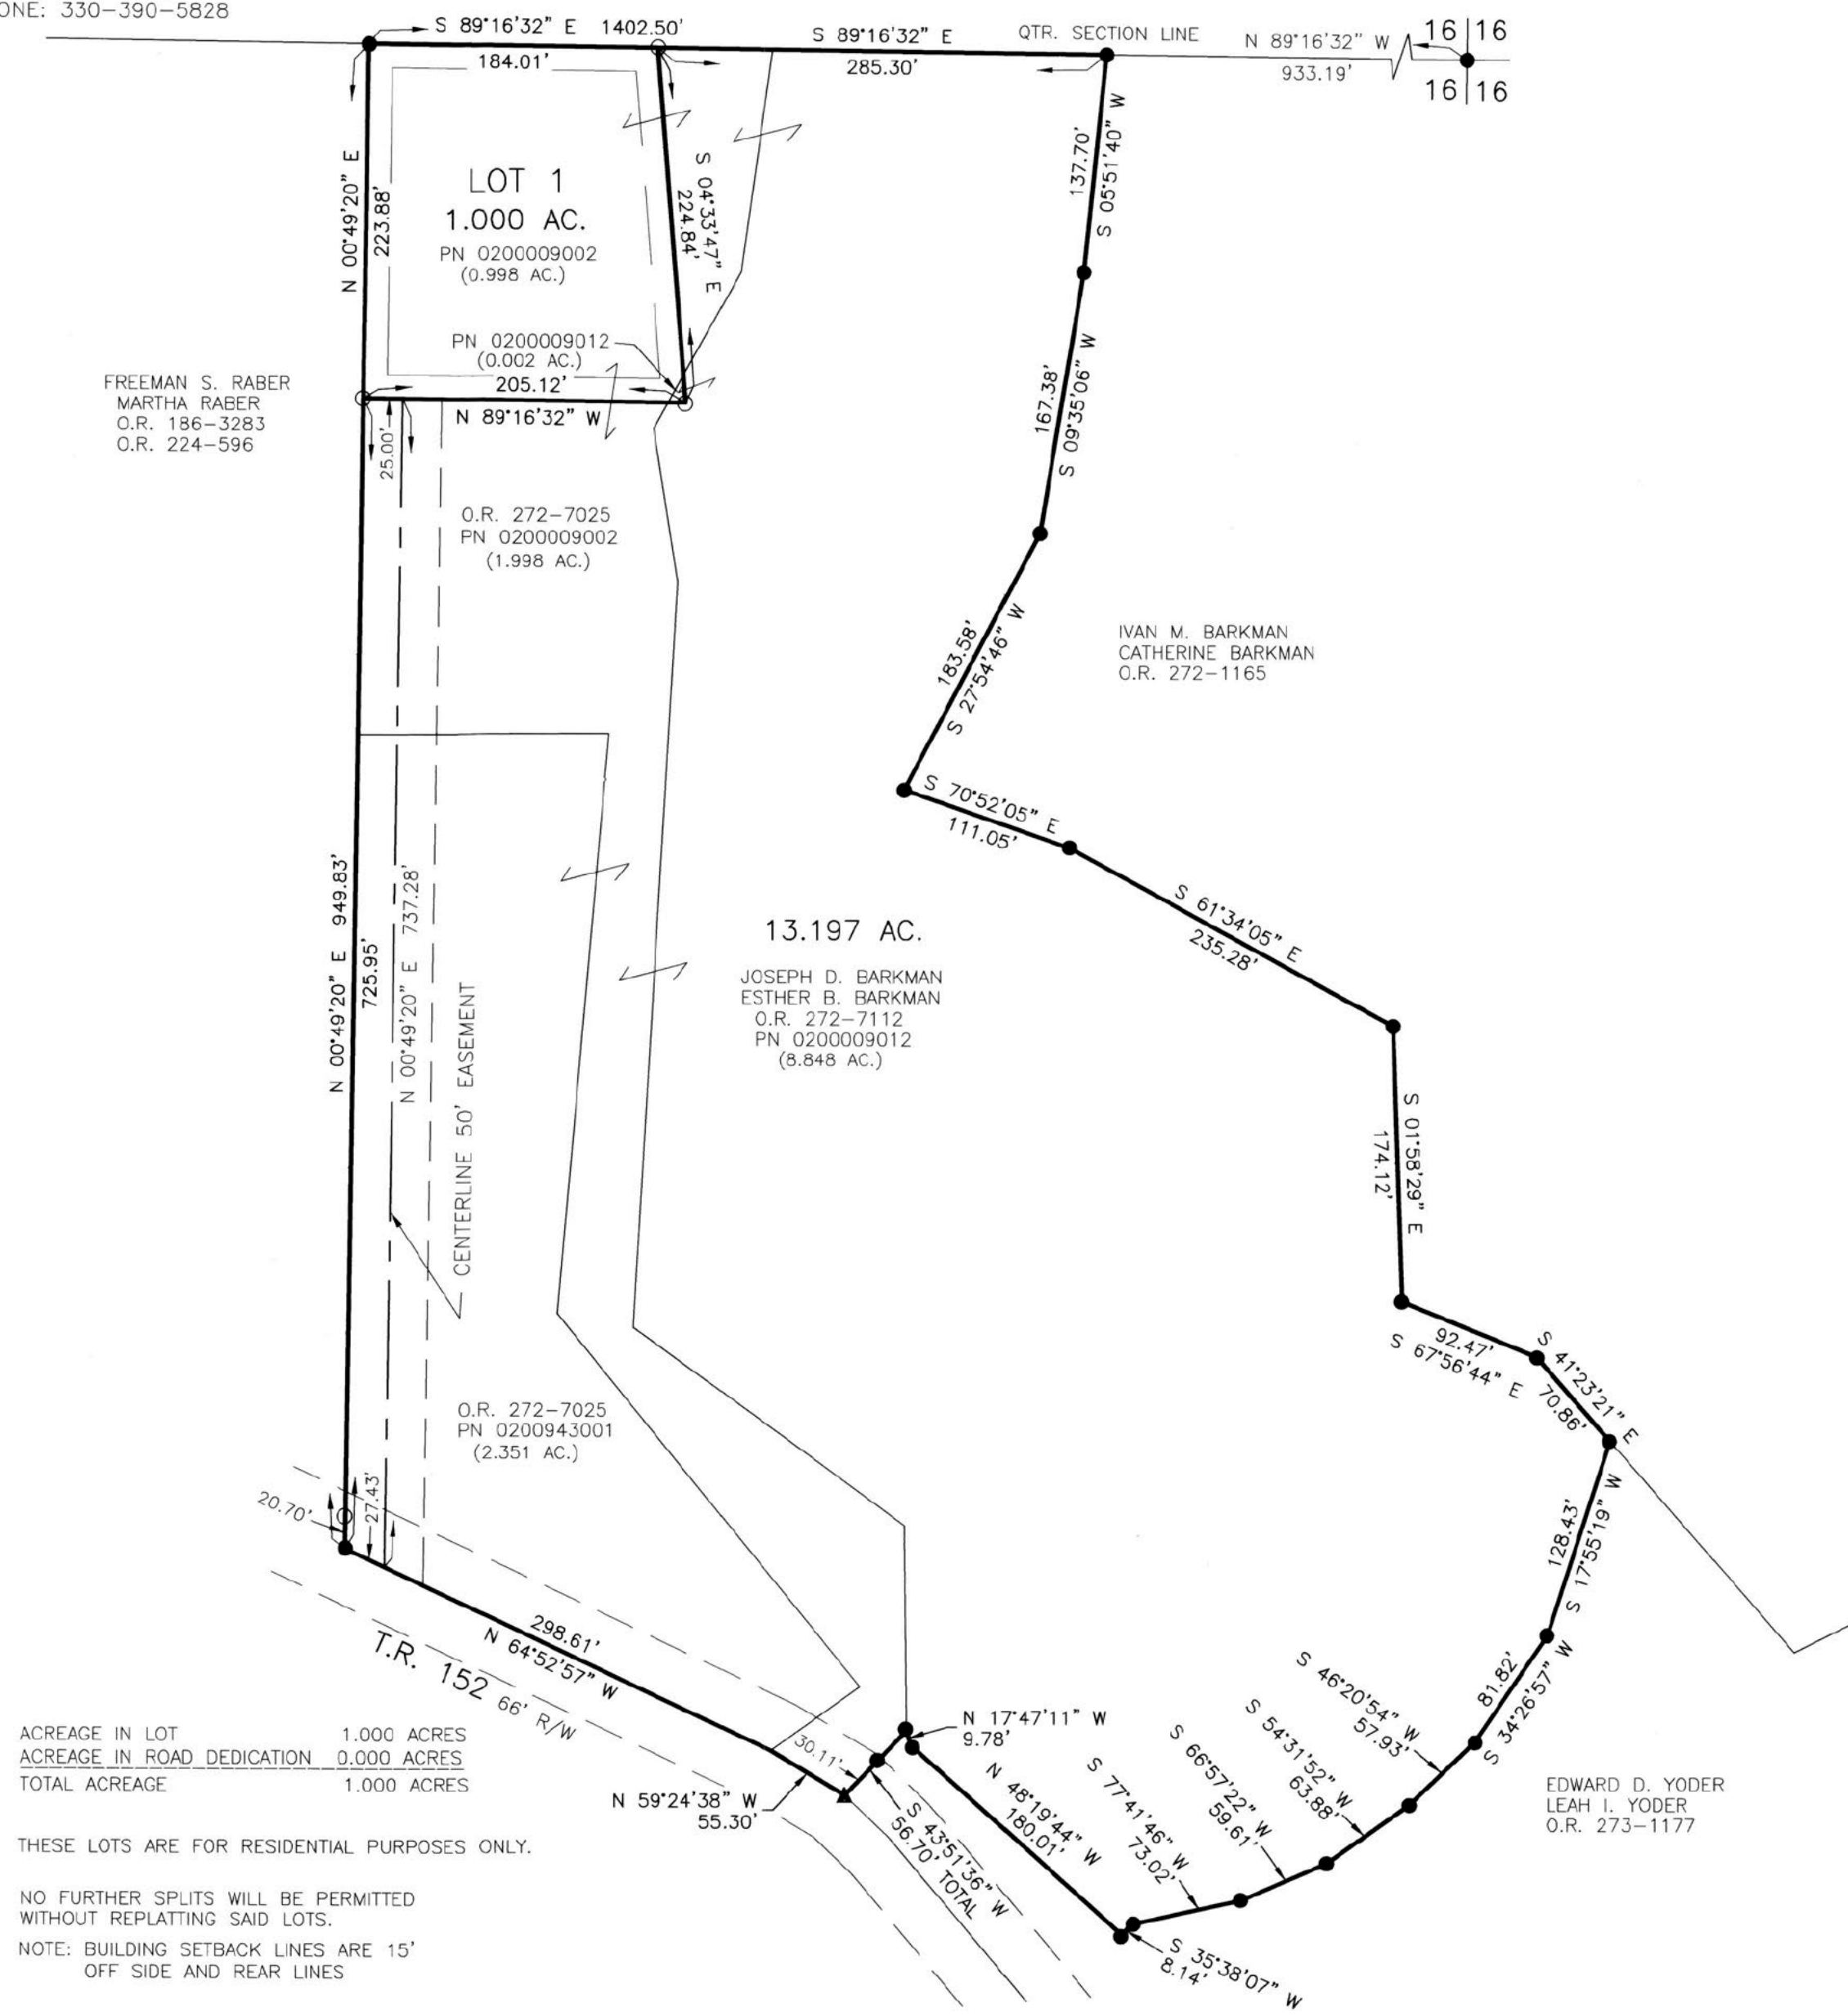 ONE: 330-390-5828
S 89°16'32" E 1402.50'
184.01'
S 89°16'32" E
285.30'
QTR. SECTION LINE
N 89°16'32" W
933.19'
16 16
16 16
N 00°49'20" E
223.88'
LOT 1
1.000 AC.
PN 0200009002
(0.998 AC.)
S 04°33'47" E
224.84'
S 05°51'40" W
137.70'
PN 0200009012
(0.002 AC.)
205.12'
N 89°16'32" W
25.00'
S 09°35'06" W
167.38'
FREEMAN S. RABER
MARTHA RABER
O.R. 186-3283
O.R. 224-596
O.R. 272-7025
PN 0200009002
(1.998 AC.)
183.58'
S 27°54'46" W
IVAN M. BARKMAN
CATHERINE BARKMAN
O.R. 272-1165
S 70°52'05" E
111.05'
S 61°34'05" E
235.28'
N 00°49'20" E 949.83'
725.95'
N 00°49'20" E 737.28'
CENTERLINE 50' EASEMENT
13.197 AC.
JOSEPH D. BARKMAN
ESTHER B. BARKMAN
O.R. 272-7112
PN 0200009012
(8.848 AC.)
S 01°58'29" E
174.12'
92.47'
S 67°56'44" E
S 41°23'21" E
70.86'
O.R. 272-7025
PN 0200943001
(2.351 AC.)
20.70'
27.43'
128.43'
S 17°55'19" W
298.61'
N 64°52'57" W
T.R. 152 66' R/W
81.82'
S 34°26'57" W
S 46°20'54" W
57.93'
S 54°31'52" W
63.88'
S 66°57'22" W
59.61'
S 77°41'46" W
73.02'
N 17°47'11" W
9.78'
N 48°19'44" W
180.01'
30.11'
S 43°51'36" W
56.70' TOTAL
N 59°24'38" W
55.30'
S 35°38'07" W
8.14'
EDWARD D. YODER
LEAH I. YODER
O.R. 273-1177
ACREAGE IN LOT 1.000 ACRES
ACREAGE IN ROAD DEDICATION 0.000 ACRES
TOTAL ACREAGE 1.000 ACRES
THESE LOTS ARE FOR RESIDENTIAL PURPOSES ONLY.
NO FURTHER SPLITS WILL BE PERMITTED
WITHOUT REPLATTING SAID LOTS.
NOTE: BUILDING SETBACK LINES ARE 15'
OFF SIDE AND REAR LINES